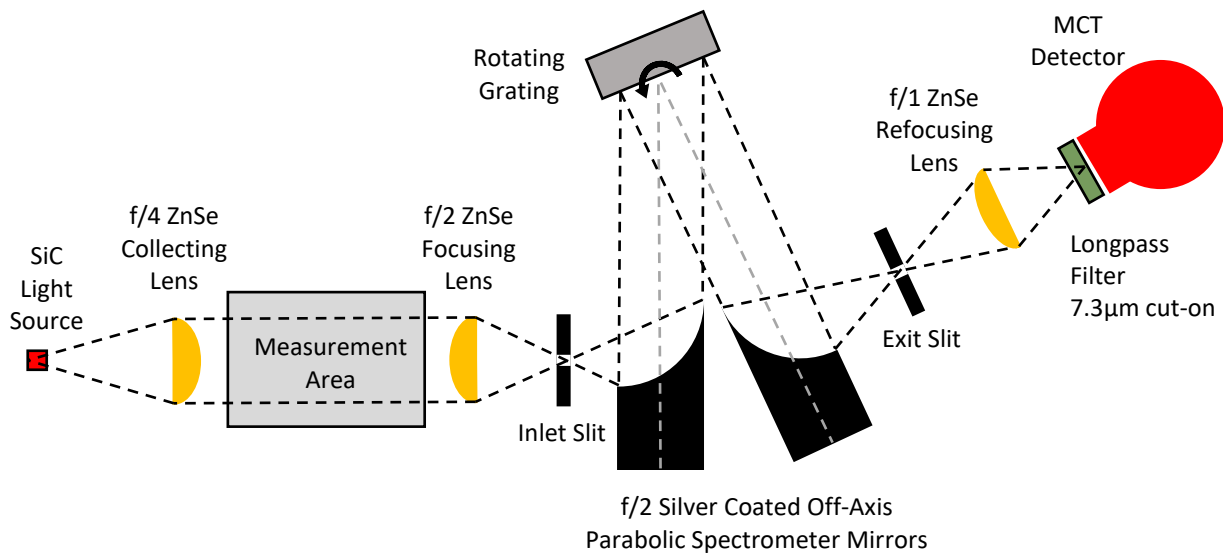 Rotating
Grating
MCT
Detector
f/1 ZnSe
Refocusing
Lens
f/4 ZnSe
Collecting
Lens
f/2 ZnSe
Focusing
Lens
SiC
Light
Source
Measurement
Area
Longpass
Filter
7.3µm cut-on
Exit Slit
Inlet Slit
f/2 Silver Coated Off-Axis
Parabolic Spectrometer Mirrors